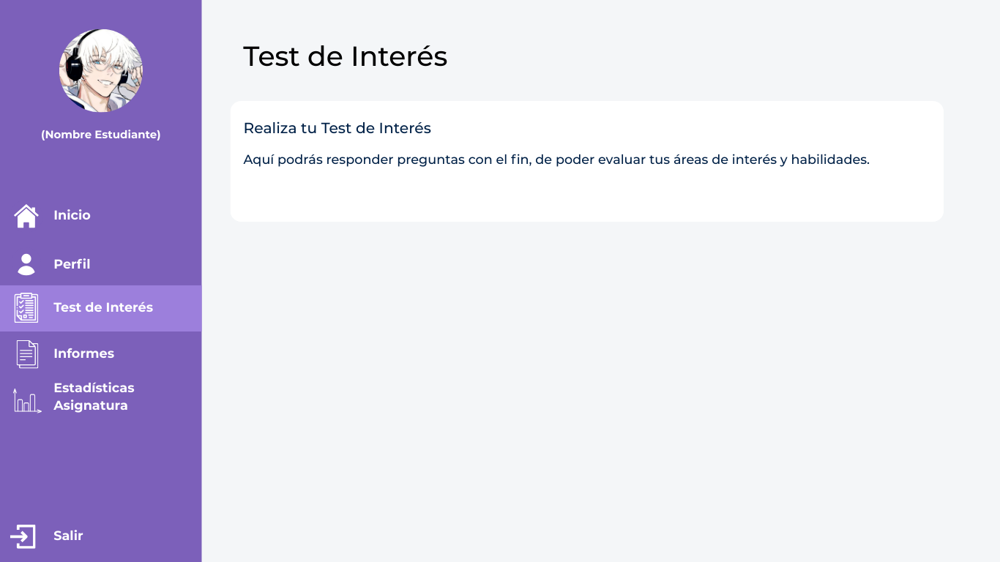 (Nombre Estudiante)
Inicio
Perfil
Test de Interés
Informes
Estadísticas
Asignatura
Salir
Test de Interés
Realiza tu Test de Interés
Aquí podrás responder preguntas con el fin, de poder evaluar tus áreas de interés y habilidades.